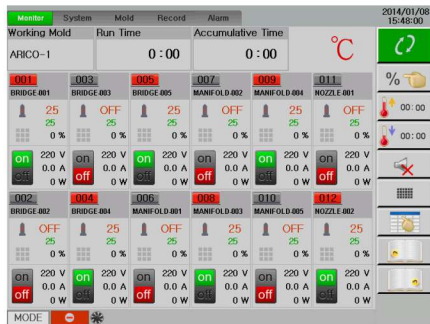 Monitor System Mold Record Alarm
2014/01/08
15:48:00
Working Mold Run Time Accumulative Time
ARICO-1 0:00 0:00 °C
%
00:00
00:00
001 003 005 007 009 011
BRIDGE-001 BRIDGE-003 BRIDGE-005 MANIFOLD-002 MANIFOLD-004 NOZZLE-001
25 OFF 25 OFF 25 OFF
25 25 25 25 25 25
0 % 0 % 0 % 0 % 0 % 0 %
on 220 V on 220 V on 220 V on 220 V on 220 V on 220 V
0.0 A 0.0 A 0.0 A 0.0 A 0.0 A 0.0 A
off 0 W off 0 W off 0 W off 0 W off 0 W off 0 W
002 004 006 008 010 012
BRIDGE-002 BRIDGE-004 MANIFOLD-001 MANIFOLD-003 MANIFOLD-005 NOZZLE-002
OFF 25 OFF 25 OFF 25
25 25 25 25 25 25
0 % 0 % 0 % 0 % 0 % 0 %
on 220 V on 220 V on 220 V on 220 V on 220 V on 220 V
0.0 A 0.0 A 0.0 A 0.0 A 0.0 A 0.0 A
off 0 W off 0 W off 0 W off 0 W off 0 W off 0 W
MODE